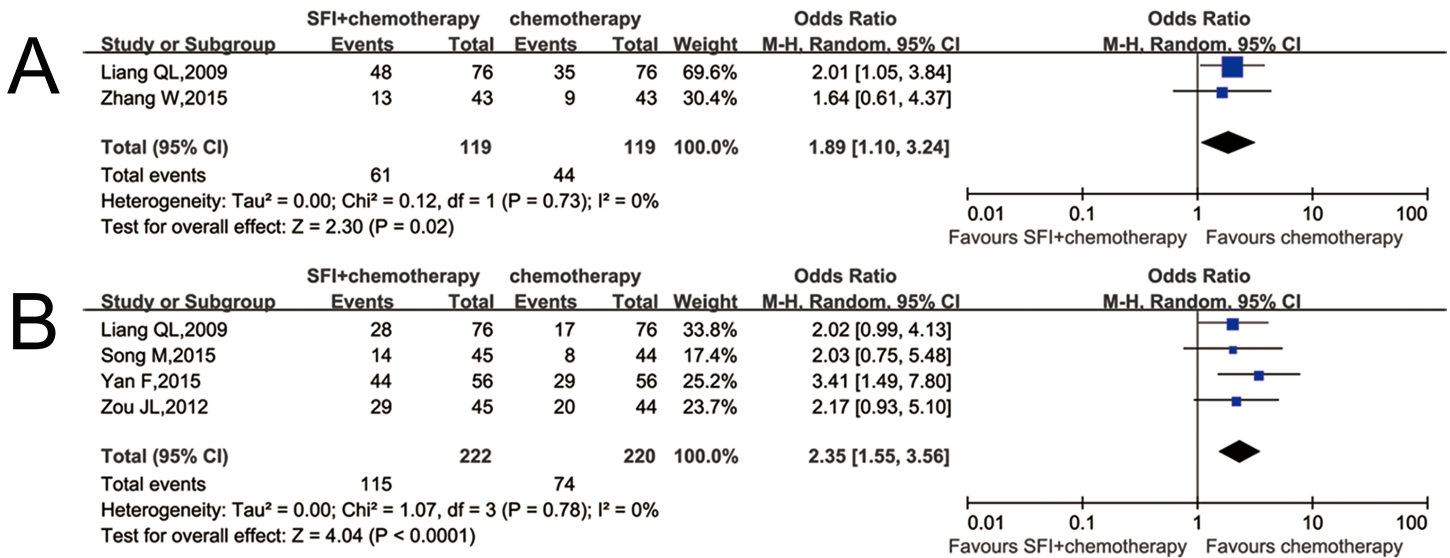 A
SFI+chemotherapy chemotherapy Odds Ratio Odds Ratio
Study or Subgroup Events Total Events Total Weight M-H, Random, 95% CI M-H, Random, 95% CI
Liang QL,2009 48 76 35 76 69.6% 2.01 [1.05, 3.84]
Zhang W,2015 13 43 9 43 30.4% 1.64 [0.61, 4.37]
Total (95% CI) 119 119 100.0% 1.89 [1.10, 3.24]
Total events 61 44
Heterogeneity: Tau² = 0.00; Chi² = 0.12, df = 1 (P = 0.73); I² = 0%
Test for overall effect: Z = 2.30 (P = 0.02)
0.01 0.1 1 10 100
Favours SFI+chemotherapy Favours chemotherapy
B
SFI+chemotherapy chemotherapy Odds Ratio Odds Ratio
Study or Subgroup Events Total Events Total Weight M-H, Random, 95% CI M-H, Random, 95% CI
Liang QL,2009 28 76 17 76 33.8% 2.02 [0.99, 4.13]
Song M,2015 14 45 8 44 17.4% 2.03 [0.75, 5.48]
Yan F,2015 44 56 29 56 25.2% 3.41 [1.49, 7.80]
Zou JL,2012 29 45 20 44 23.7% 2.17 [0.93, 5.10]
Total (95% CI) 222 220 100.0% 2.35 [1.55, 3.56]
Total events 115 74
Heterogeneity: Tau² = 0.00; Chi² = 1.07, df = 3 (P = 0.78); I² = 0%
Test for overall effect: Z = 4.04 (P < 0.0001)
0.01 0.1 1 10 100
Favours SFI+chemotherapy Favours chemotherapy